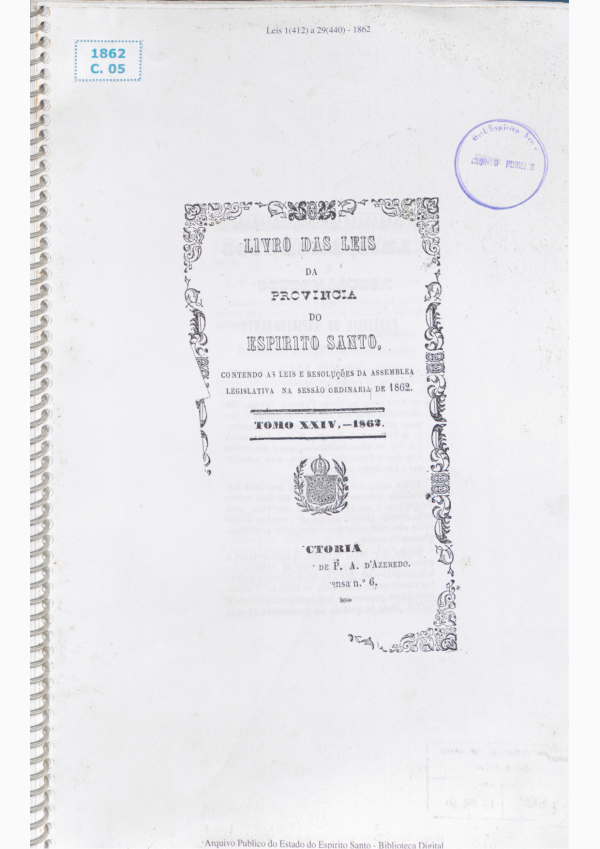 Leis 1(412) a 29(440) - 1862
1862
C. 05
LIVRO DAS LEIS
DA
PROVINCIA
DO
ESPIRITO SANTO,
CONTENDO AS LEIS E RESOLUÇÕES DA ASSEMBLEA
LEGISLATIVA NA SESSÃO ORDINARIA DE 1862.
TOMO XXIV.—1862.
CTORIA
DE P. A. D'AZEREDO.
ensa n.º 6.
Arquivo Publico do Estado do Espirito Santo - Biblioteca Digital